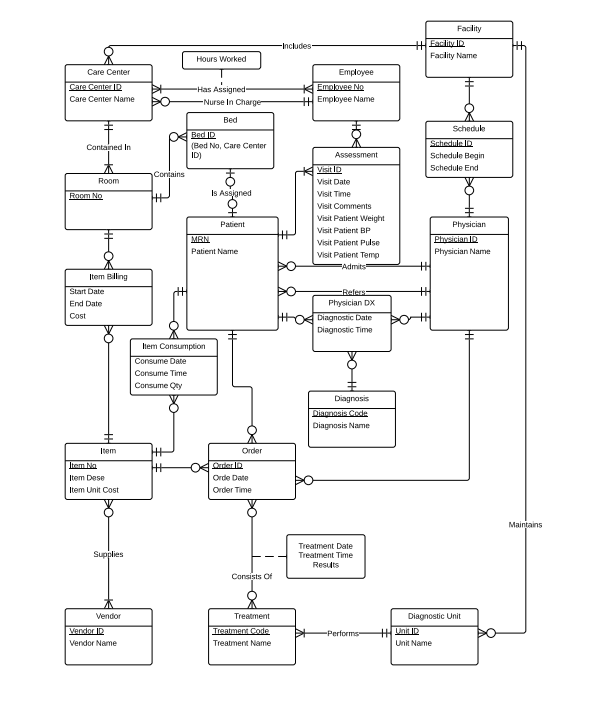 Facility
Facility ID
Facility Name
Includes
Hours Worked
Care Center
Care Center ID
Care Center Name
Has Assigned
Nurse In Charge
Employee
Employee No
Employee Name
Bed
Bed ID
(Bed No, Care Center
ID)
Schedule
Schedule ID
Schedule Begin
Schedule End
Contained In
Contains
Assessment
Visit ID
Visit Date
Visit Time
Visit Comments
Visit Patient Weight
Visit Patient BP
Visit Patient Pulse
Visit Patient Temp
Room
Room No
Is Assigned
Patient
MRN
Patient Name
Physician
Physician ID
Physician Name
Admits
Refers
Item Billing
Start Date
End Date
Cost
Physician DX
Diagnostic Date
Diagnostic Time
Item Consumption
Consume Date
Consume Time
Consume Qty
Diagnosis
Diagnosis Code
Diagnosis Name
Item
Item No
Item Dese
Item Unit Cost
Order
Order ID
Orde Date
Order Time
Maintains
Supplies
Treatment Date
Treatment Time
Results
Consists Of
Vendor
Vendor ID
Vendor Name
Treatment
Treatment Code
Treatment Name
Performs
Diagnostic Unit
Unit ID
Unit Name